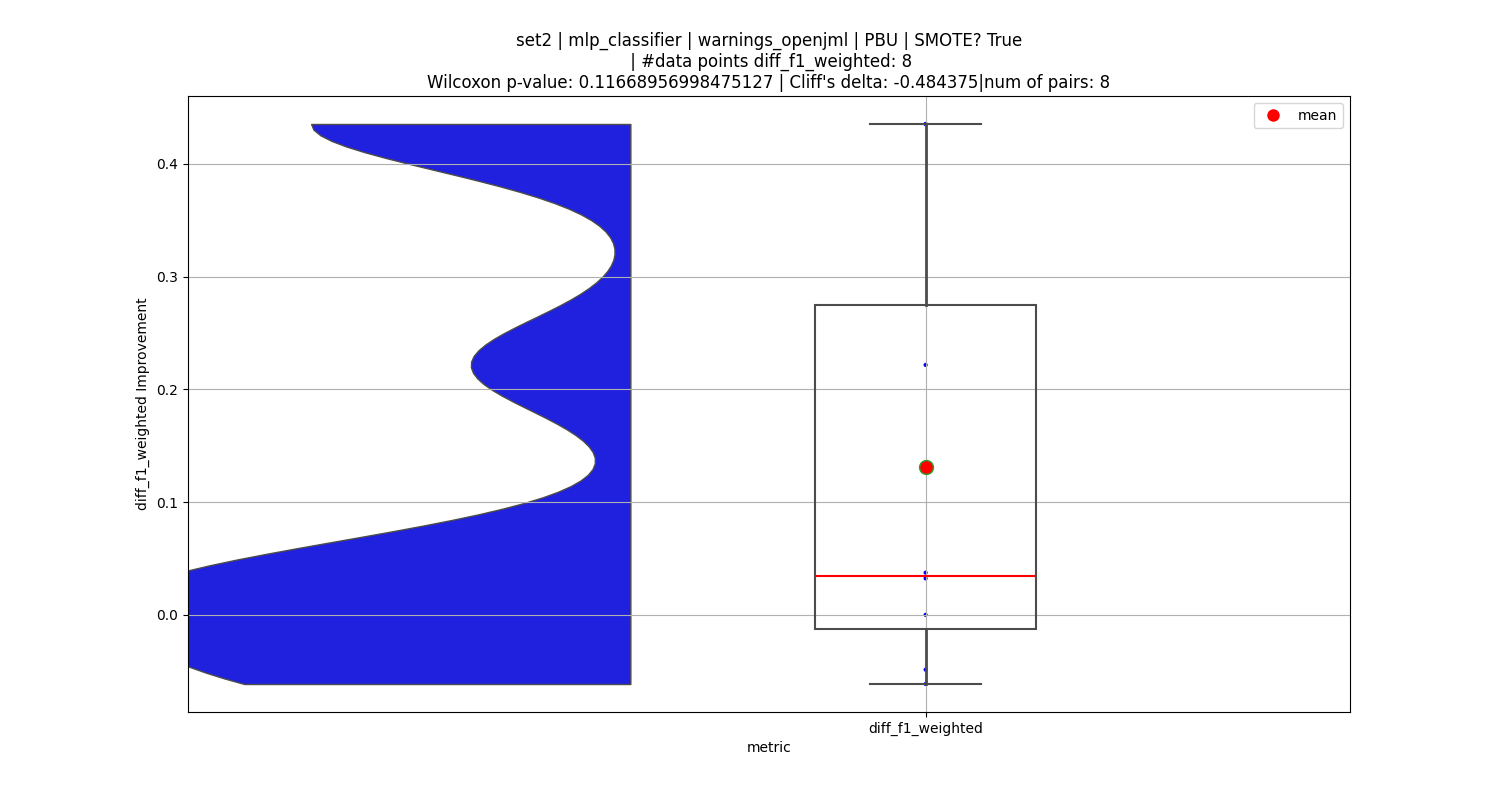 set2 | mlp_classifier | warnings_openjml | PBU | SMOTE? True
| #data points diff_f1_weighted: 8
Wilcoxon p-value: 0.11668956998475127 | Cliff's delta: -0.484375|num of pairs: 8
mean
0.4
0.3
0.2
0.1
0.0
diff_f1_weighted Improvement
diff_f1_weighted
metric